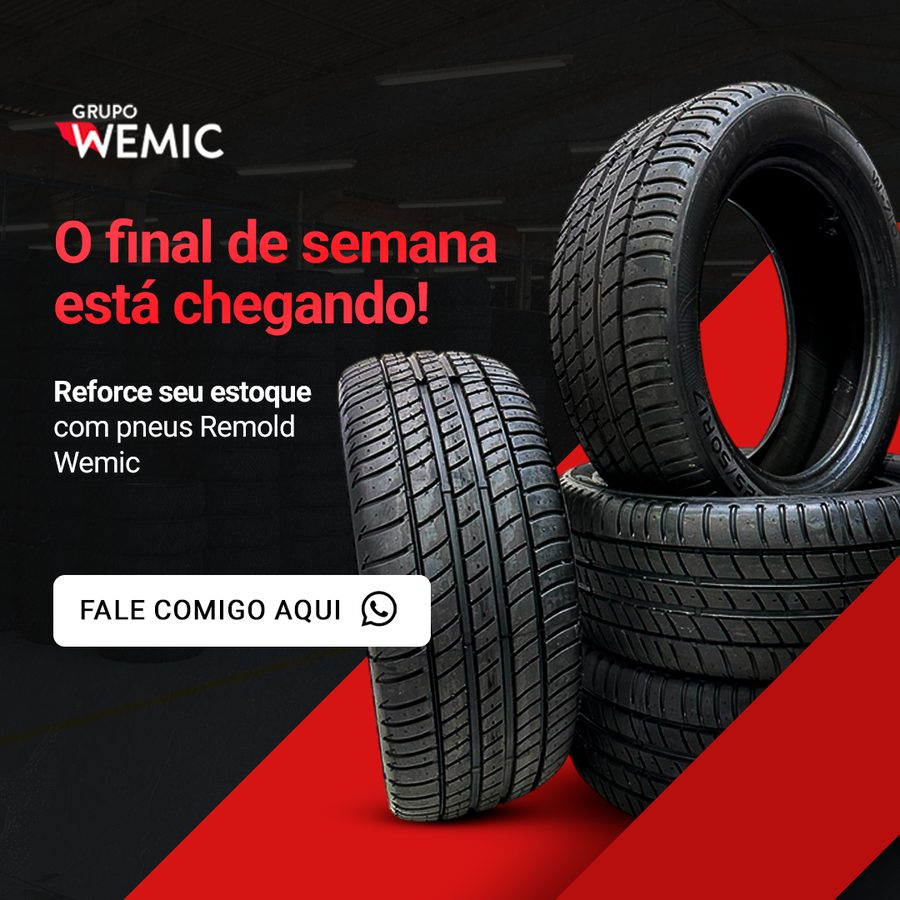 GRUPO
WEMIC
O final de semana
está chegando!
Reforce seu estoque
com pneus Remold
Wemic
FALE COMIGO AQUI